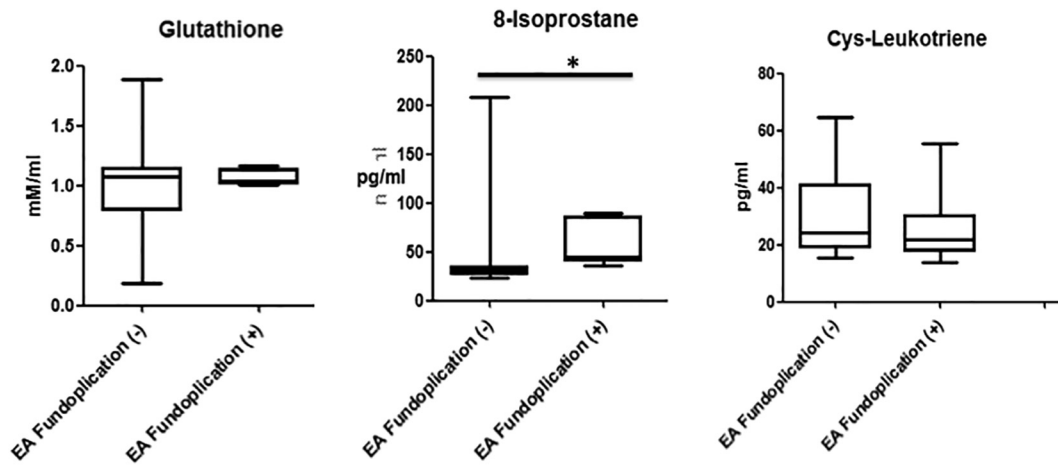 Glutathione
2.0
1.5
1.0
0.5
0.0
mM/ml
EA Fundoplication (-)
EA Fundoplication (+)
8-Isoprostane
*
250
200
150
100
50
0
pg/ml
EA Fundoplication (-)
EA Fundoplication (+)
Cys-Leukotriene
80
60
40
20
0
pg/ml
EA Fundoplication (-)
EA Fundoplication (+)